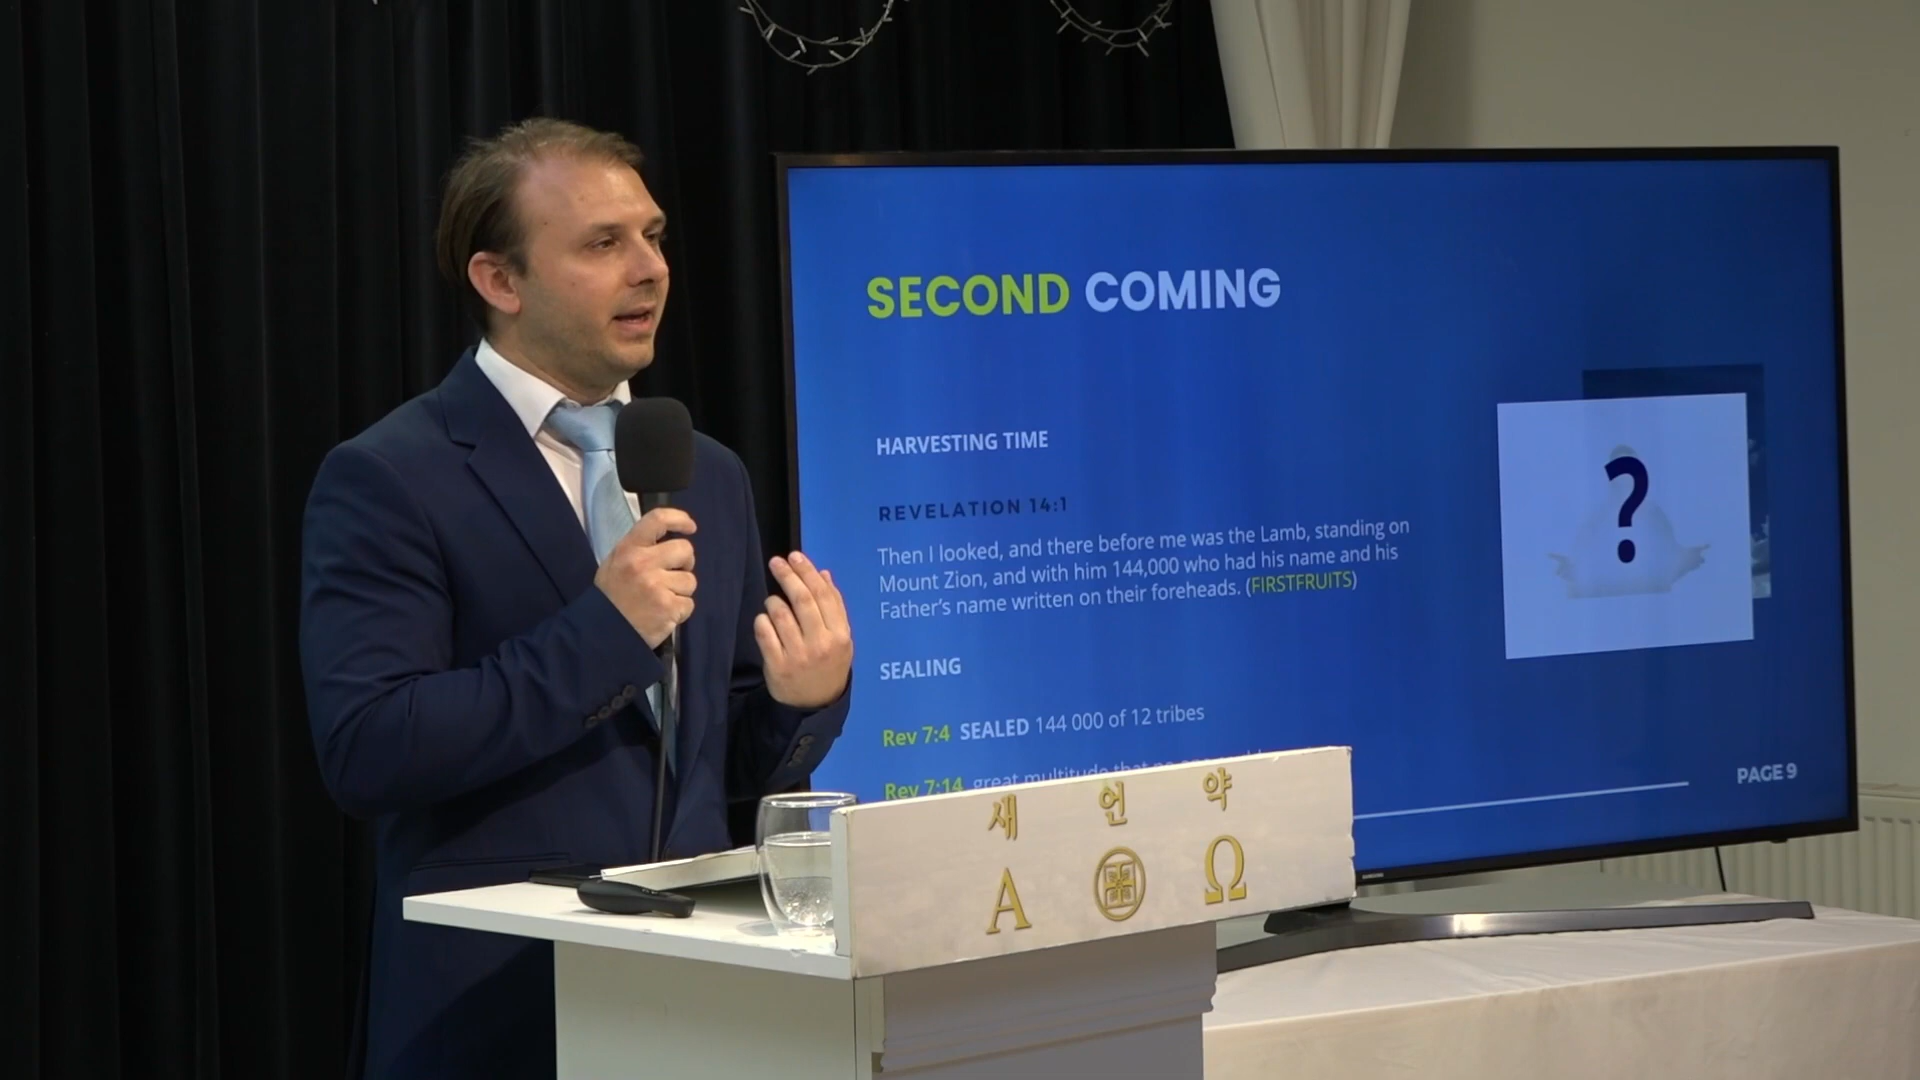 SECOND COMING
HARVESTING TIME
REVELATION 14:1
Then I looked, and there before me was the Lamb, standing on
Mount Zion, and with him 144,000 who had his name and his
Father's name written on their foreheads. (FIRSTFRUITS)
SEALING
Rev 7:4 SEALED 144 000 of 12 tribes
Rev 7:14 great multitude that no
PAGE 9
?
새 언 약
Α Ω
SAMSUNG